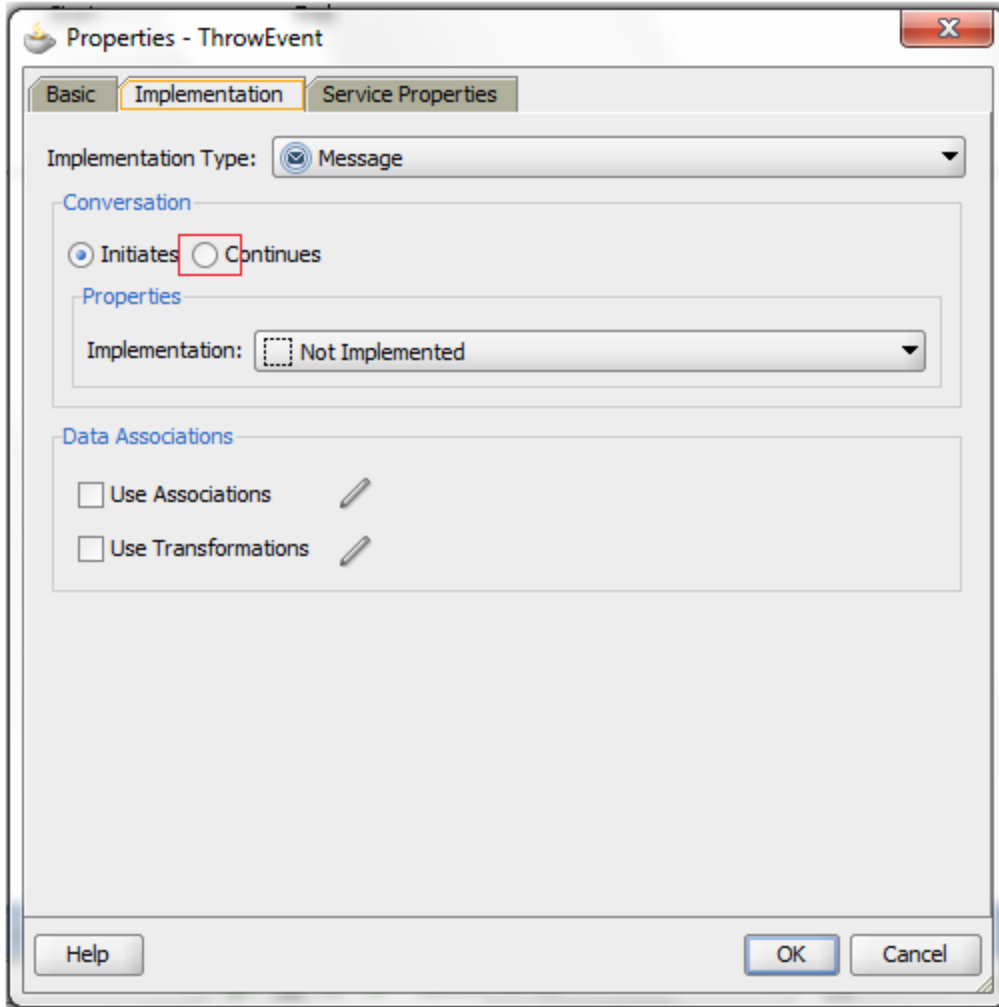 Properties - ThrowEvent
Basic Implementation Service Properties
Implementation Type: Message
Conversation
Initiates Continues
Properties
Implementation: Not Implemented
Data Associations
Use Associations
Use Transformations
Help OK Cancel